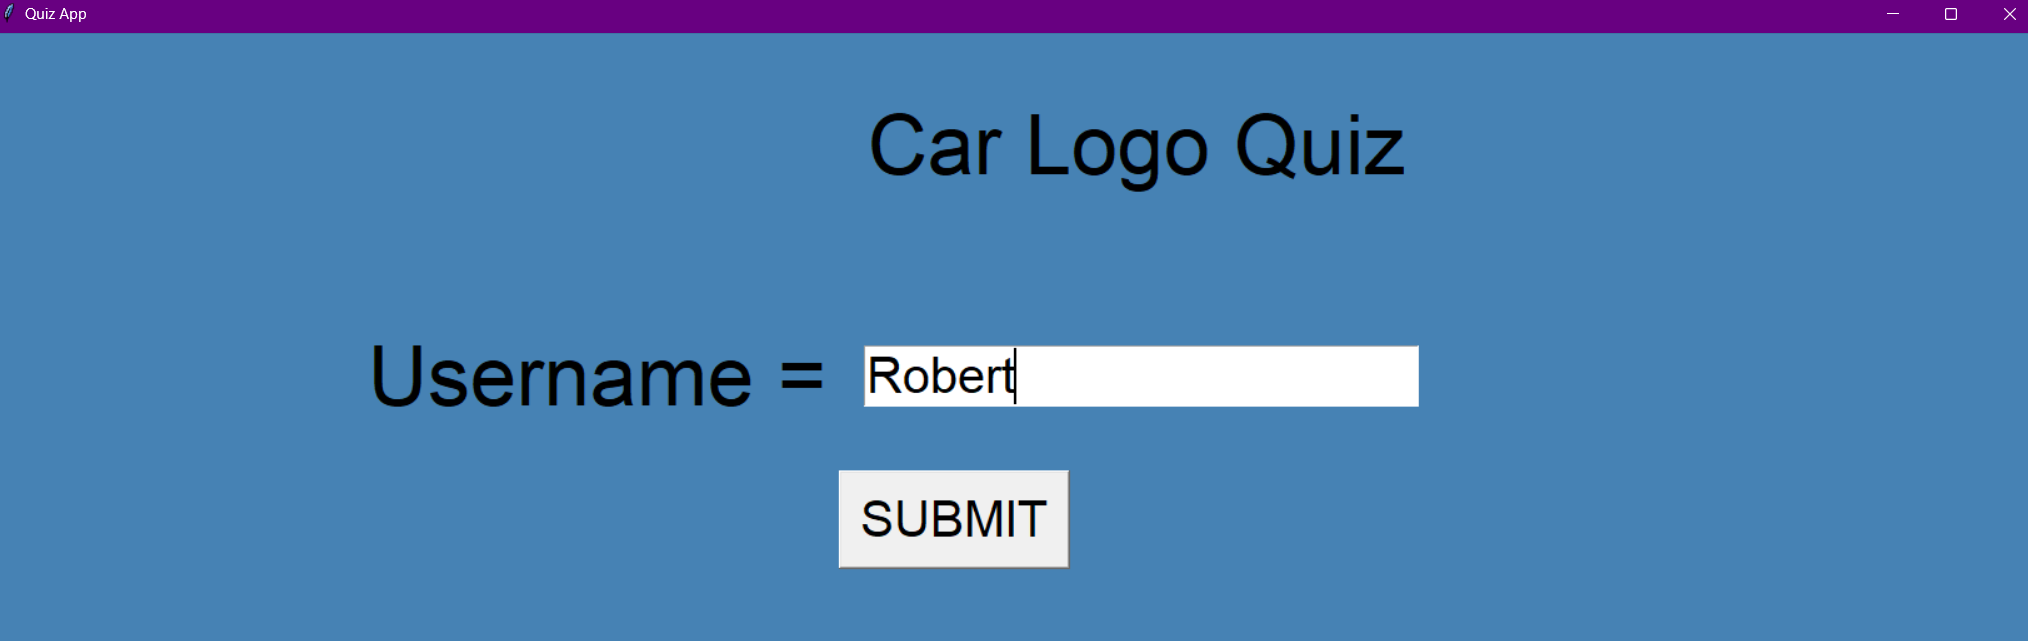 Quiz App
Car Logo Quiz
Username = Robert
SUBMIT